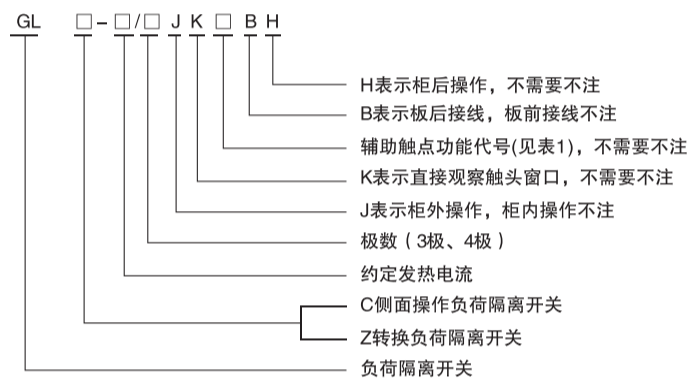 GL □-□/□ J K □ B H
H表示柜后操作，不需要不注
B表示板后接线，板前接线不注
辅助触点功能代号(见表1)，不需要不注
K表示直接观察触头窗口，不需要不注
J表示柜外操作，柜内操作不注
极数（3极、4极）
约定发热电流
C侧面操作负荷隔离开关
Z转换负荷隔离开关
负荷隔离开关